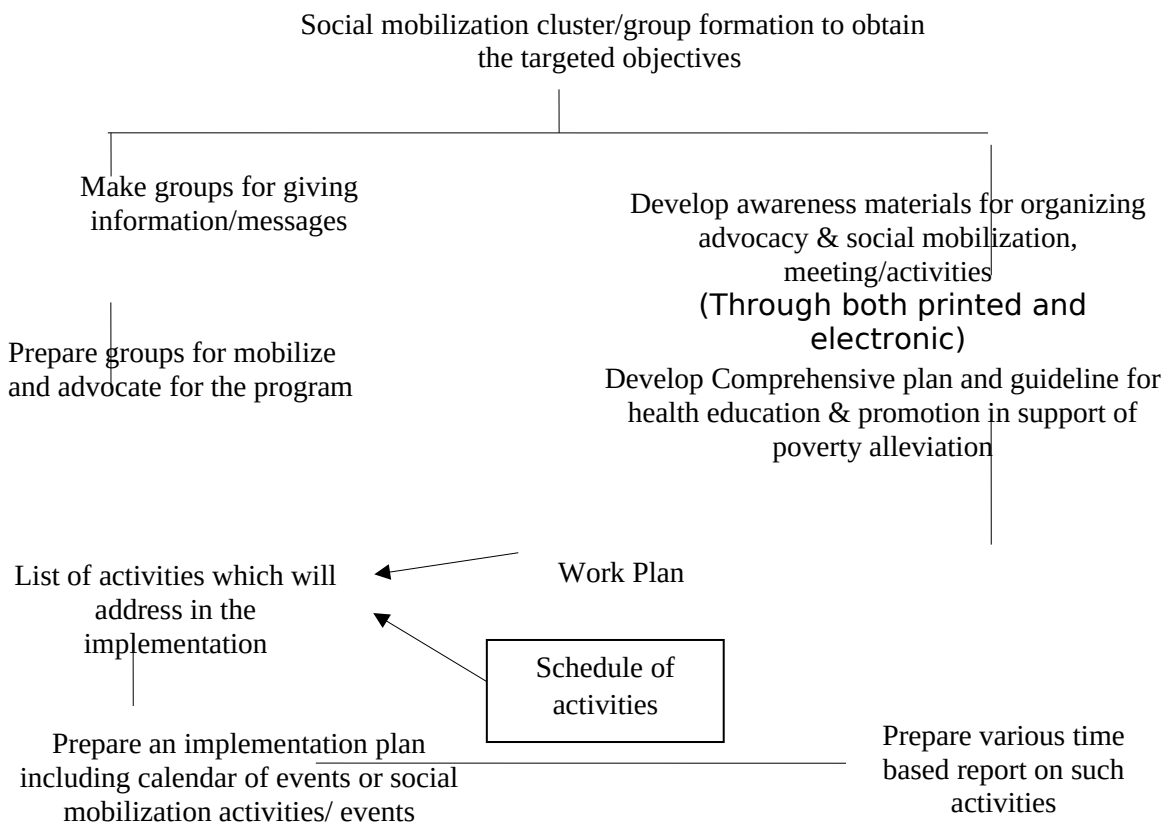 Social mobilization cluster/group formation to obtain
the targeted objectives
Make groups for giving
information/messages
Develop awareness materials for organizing
advocacy & social mobilization,
meeting/activities
(Through both printed and
electronic)
Prepare groups for mobilize
and advocate for the program
Develop Comprehensive plan and guideline for
health education & promotion in support of
poverty alleviation
List of activities which will
address in the
implementation
Work Plan
Schedule of
activities
Prepare an implementation plan
including calendar of events or social
mobilization activities/ events
Prepare various time
based report on such
activities